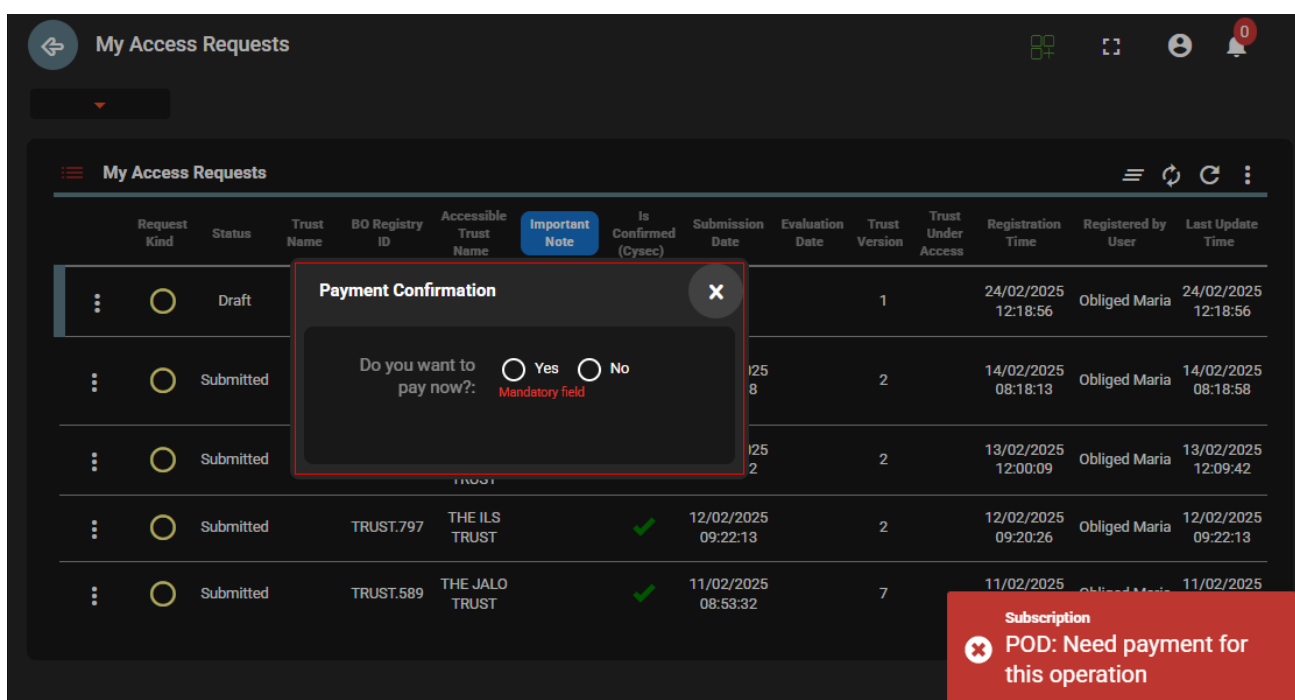 My Access Requests
0
My Access Requests
Request Kind
Status
Trust Name
BO Registry ID
Accessible Trust Name
Important Note
Is Confirmed (Cysec)
Submission Date
Evaluation Date
Trust Version
Trust Under Access
Registration Time
Registered by User
Last Update Time
Draft
1
24/02/2025 12:18:56
Obliged Maria
24/02/2025 12:18:56
Payment Confirmation
Do you want to
pay now?:
Yes
No
Mandatory field
Submitted
2
14/02/2025 08:18:13
Obliged Maria
14/02/2025 08:18:58
Submitted
TRUST
2
13/02/2025 12:00:09
Obliged Maria
13/02/2025 12:09:42
Submitted
TRUST.797
THE ILS TRUST
12/02/2025 09:22:13
2
12/02/2025 09:20:26
Obliged Maria
12/02/2025 09:22:13
Submitted
TRUST.589
THE JALO TRUST
11/02/2025 08:53:32
7
11/02/2025
11/02/2025
Subscription
POD: Need payment for
this operation